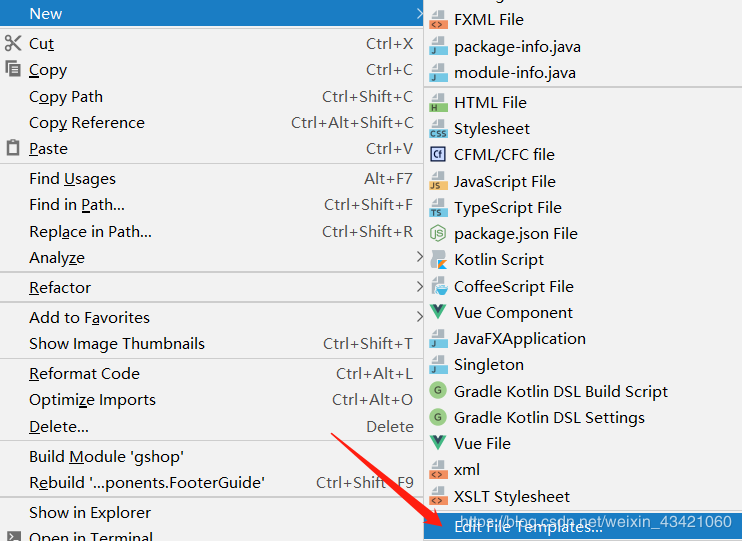 New
Cut Ctrl+X
Copy Ctrl+C
Copy Path Ctrl+Shift+C
Copy Reference Ctrl+Alt+Shift+C
Paste Ctrl+V
Find Usages Alt+F7
Find in Path... Ctrl+Shift+F
Replace in Path... Ctrl+Shift+R
Analyze
Refactor
Add to Favorites
Show Image Thumbnails Ctrl+Shift+T
Reformat Code Ctrl+Alt+L
Optimize Imports Ctrl+Alt+O
Delete... Delete
Build Module 'gshop'
Rebuild '...ponents.FooterGuide' Ctrl+Shift+F9
Show in Explorer
Open in Terminal
FXML File
package-info.java
module-info.java
H HTML File
CSS Stylesheet
Cf CFML/CFC file
JS JavaScript File
TS TypeScript File
JS package.json File
Kotlin Script
CoffeeScript File
Vue Component
J JavaFXApplication
J Singleton
G Gradle Kotlin DSL Build Script
G Gradle Kotlin DSL Settings
Vue File
xml
XSLT Stylesheet
Edit File Templates...
https://blog.csdn.net/weixin_43421060